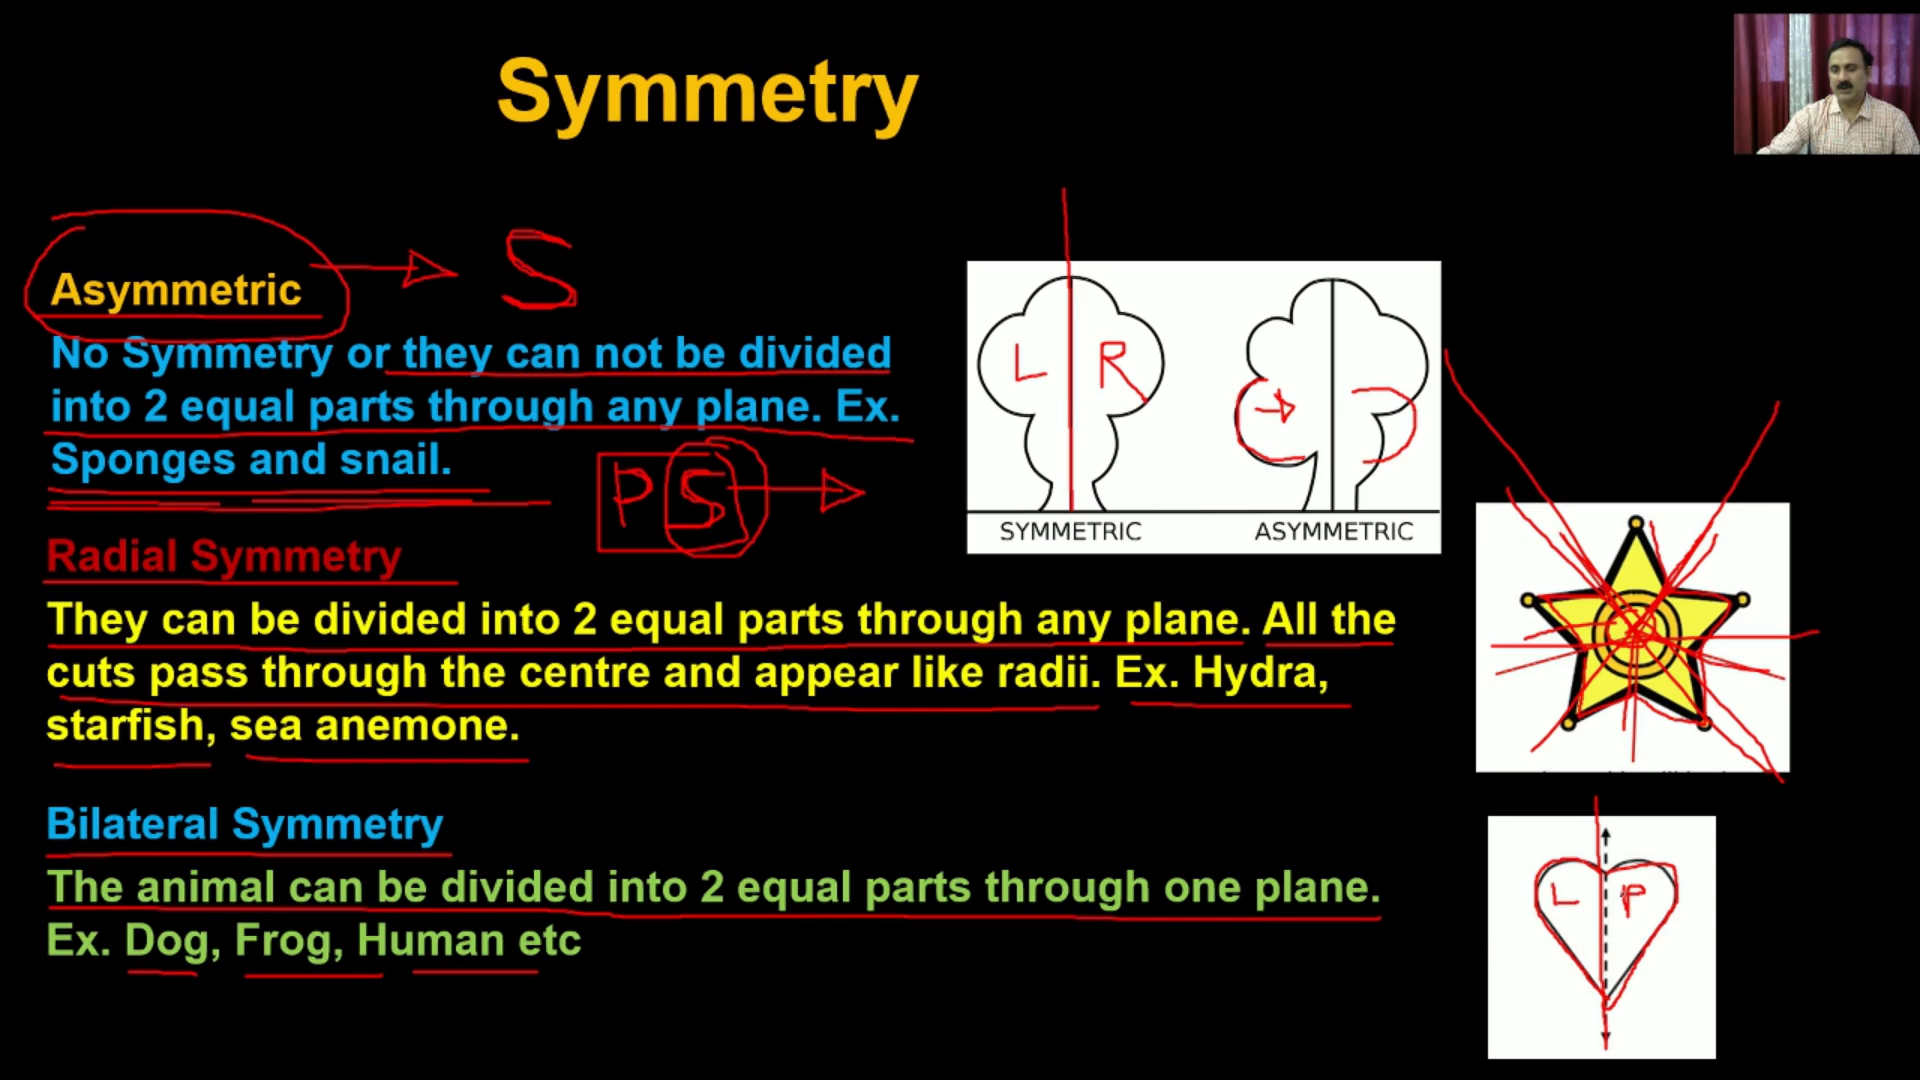 Symmetry
Asymmetric
S
No Symmetry or they can not be divided
into 2 equal parts through any plane. Ex.
Sponges and snail.
PS
L R
SYMMETRIC ASYMMETRIC
Radial Symmetry
They can be divided into 2 equal parts through any plane. All the
cuts pass through the centre and appear like radii. Ex. Hydra,
starfish, sea anemone.
Bilateral Symmetry
The animal can be divided into 2 equal parts through one plane.
Ex. Dog, Frog, Human etc
L P